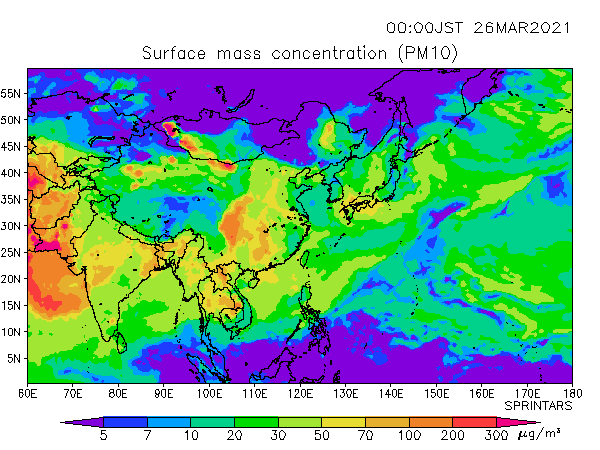 00:00JST 26MAR2021
Surface mass concentration (PM10)
55N
50N
45N
40N
35N
30N
25N
20N
15N
10N
5N
60E 70E 80E 90E 100E 110E 120E 130E 140E 150E 160E 170E 180
SPRINTARS
5 7 10 20 30 50 70 100 200 300 μg/m³